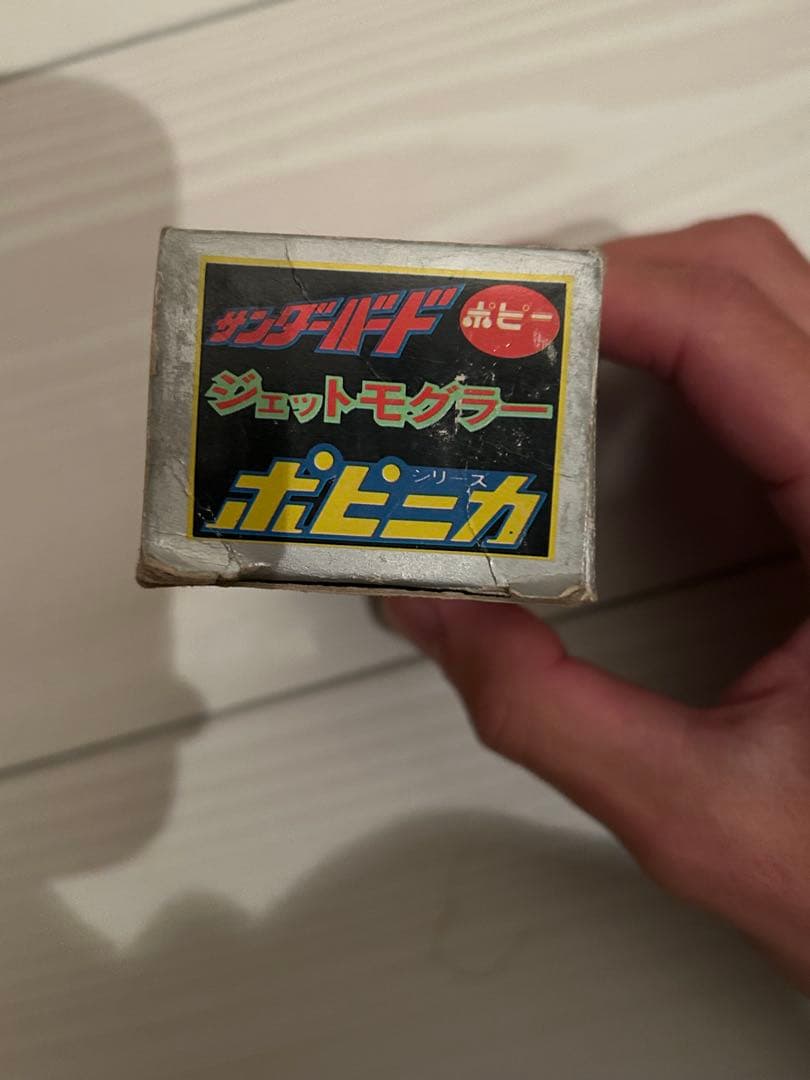 サンダーバード
ポピー
ジェットモグラー
シリーズ
ポピニカ